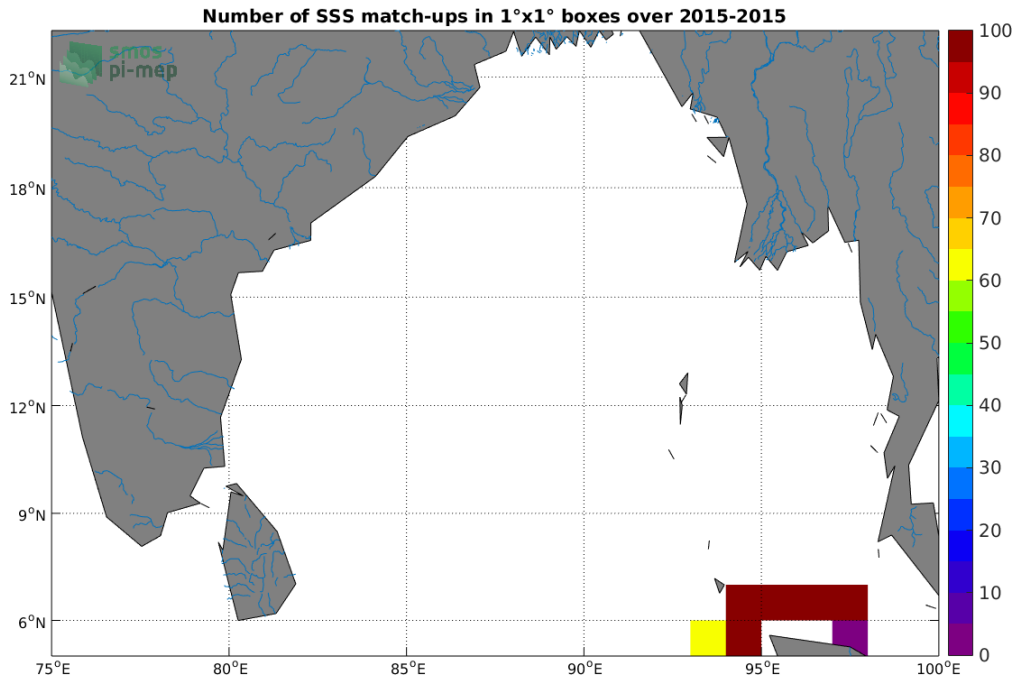 Number of SSS match-ups in 1°x1° boxes over 2015-2015
smos
pi-mep
21°N
18°N
15°N
12°N
9°N
6°N
75°E 80°E 85°E 90°E 95°E 100°E
100
90
80
70
60
50
40
30
20
10
0